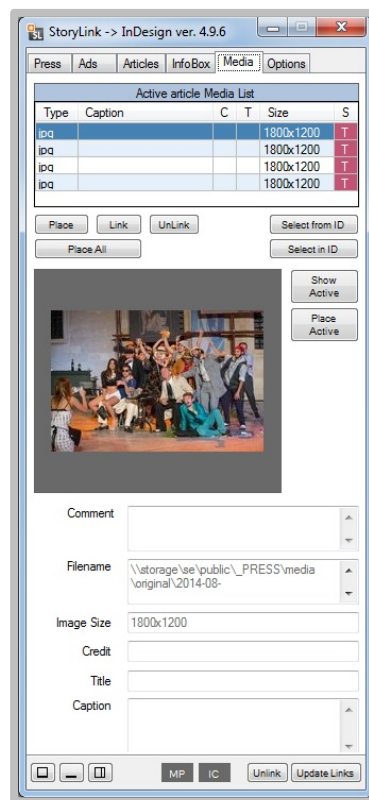 StoryLink -> InDesign ver. 4.9.6
Press Ads Articles InfoBox Media Options
Active article Media List
Type Caption C T Size S
jpg 1800x1200 T
jpg 1800x1200 T
jpg 1800x1200 T
jpg 1800x1200 T
Place Link UnLink Select from ID
Place All Select in ID
Show
Active
Place
Active
Comment
Filename \\storage\se\public\_PRESS\media
\original\2014-08-
Image Size 1800x1200
Credit
Title
Caption
MP IC Unlink Update Links